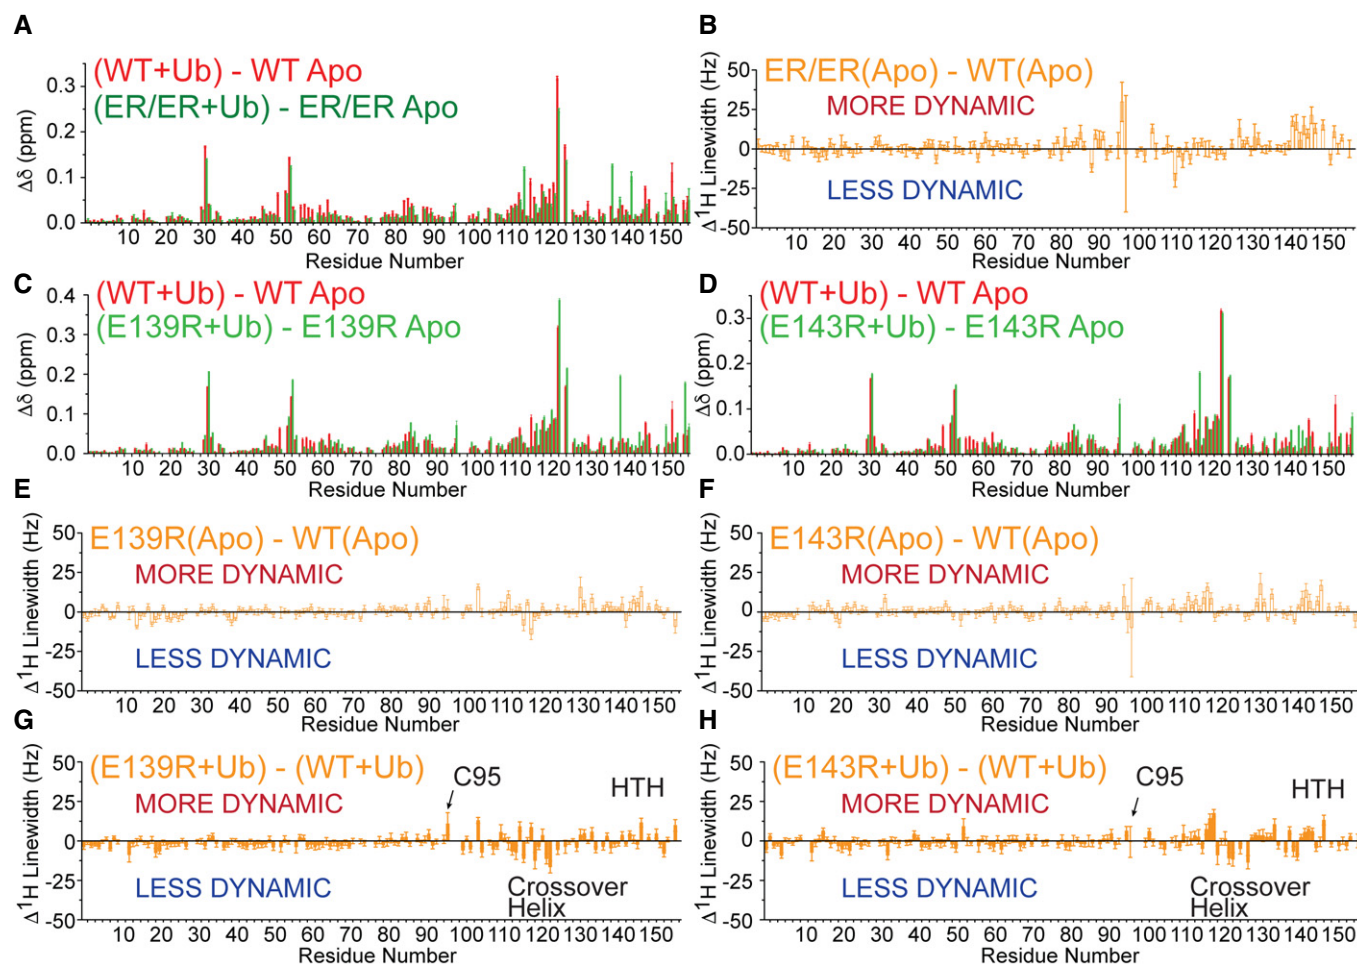 A
(WT+Ub) - WT Apo
(ER/ER+Ub) - ER/ER Apo
Δδ (ppm)
0.3
0.2
0.1
0.0
10 20 30 40 50 60 70 80 90 100 110 120 130 140 150
Residue Number
B
ER/ER(Apo) - WT(Apo)
MORE DYNAMIC
LESS DYNAMIC
Δ¹H Linewidth (Hz)
50
25
0
-25
-50
10 20 30 40 50 60 70 80 90 100 110 120 130 140 150
Residue Number
C
(WT+Ub) - WT Apo
(E139R+Ub) - E139R Apo
Δδ (ppm)
0.4
0.3
0.2
0.1
0.0
10 20 30 40 50 60 70 80 90 100 110 120 130 140 150
Residue Number
D
(WT+Ub) - WT Apo
(E143R+Ub) - E143R Apo
Δδ (ppm)
0.3
0.2
0.1
0.0
10 20 30 40 50 60 70 80 90 100 110 120 130 140 150
Residue Number
E
E139R(Apo) - WT(Apo)
MORE DYNAMIC
LESS DYNAMIC
Δ¹H Linewidth (Hz)
50
25
0
-25
-50
10 20 30 40 50 60 70 80 90 100 110 120 130 140 150
Residue Number
F
E143R(Apo) - WT(Apo)
MORE DYNAMIC
LESS DYNAMIC
Δ¹H Linewidth (Hz)
50
25
0
-25
-50
10 20 30 40 50 60 70 80 90 100 110 120 130 140 150
Residue Number
G
(E139R+Ub) - (WT+Ub)
C95
HTH
MORE DYNAMIC
LESS DYNAMIC
Crossover
Helix
Δ¹H Linewidth (Hz)
50
25
0
-25
-50
10 20 30 40 50 60 70 80 90 100 110 120 130 140 150
Residue Number
H
(E143R+Ub) - (WT+Ub)
C95
HTH
MORE DYNAMIC
LESS DYNAMIC
Crossover
Helix
Δ¹H Linewidth (Hz)
50
25
0
-25
-50
10 20 30 40 50 60 70 80 90 100 110 120 130 140 150
Residue Number